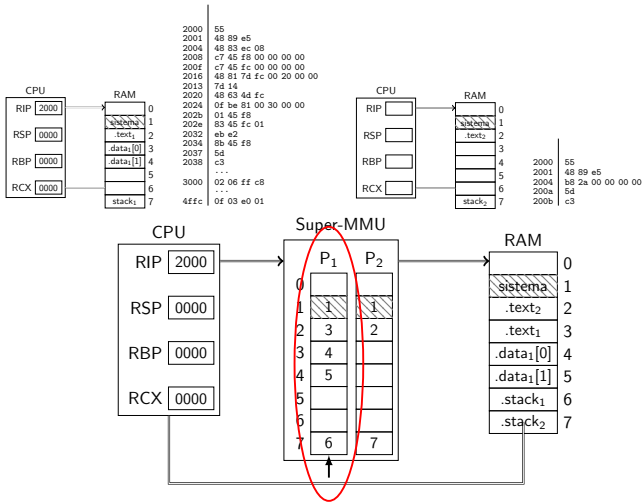 2000 55
2001 48 89 e5
2004 48 83 ec 08
2008 c7 45 f8 00 00 00 00
200f c7 45 fc 00 00 00 00
2016 48 81 7d fc 00 20 00 00
2013 7d 14
2020 48 63 4d fc
2024 0f be 81 00 30 00 00
202b 01 45 f8
202e 83 45 fc 01
2032 eb e2
2034 8b 45 f8
2037 5d
2038 c3
...
3000 02 06 ff c8
...
4ffc 0f 03 e0 01
CPU
RIP 2000
RSP 0000
RBP 0000
RCX 0000
RAM
0
sistema 1
.text₁ 2
.data₁[0] 3
.data₁[1] 4
5
6
stack₁ 7
CPU
RIP
RSP
RBP
RCX
RAM
0
sistema 1
.text₂ 2
3
4
5
6
stack₂ 7
2000 55
2001 48 89 e5
2004 b8 2a 00 00 00 00
200a 5d
200b c3
CPU
RIP 2000
RSP 0000
RBP 0000
RCX 0000
Super-MMU
P₁ P₂
0
1 1 1
2 3 2
3 4
4 5
5
6
7 6 7
RAM
0
sistema 1
.text₂ 2
.text₁ 3
.data₁[0] 4
.data₁[1] 5
.stack₁ 6
.stack₂ 7